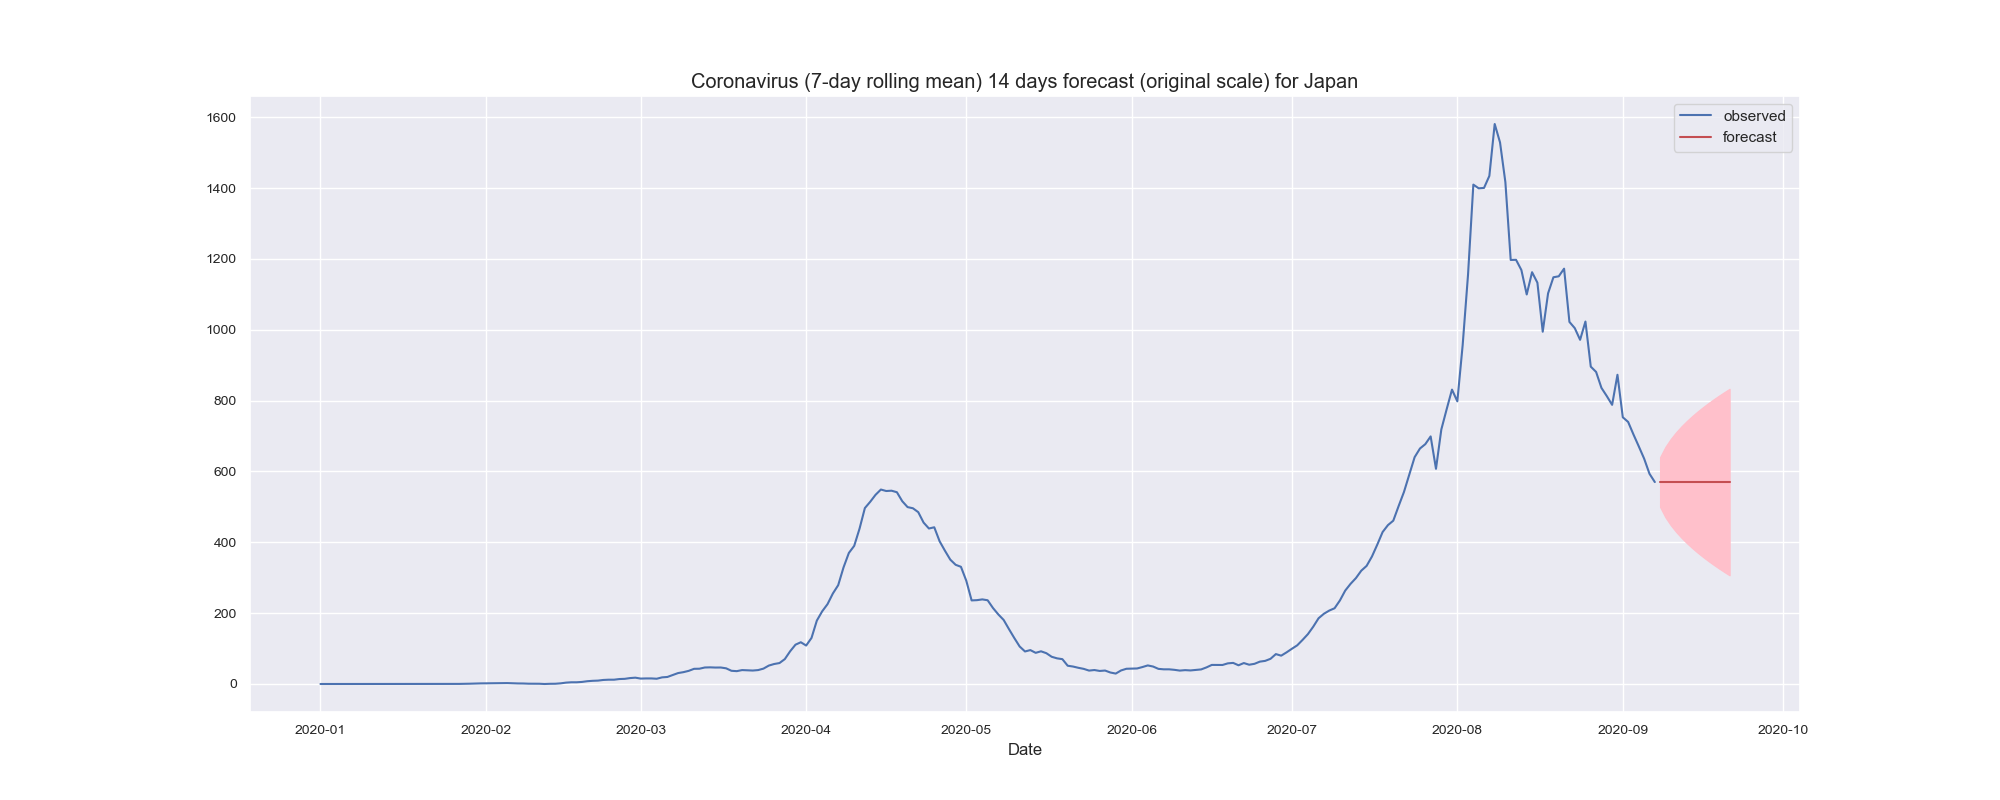 Coronavirus (7-day rolling mean) 14 days forecast (original scale) for Japan
observed
forecast
1600
1400
1200
1000
800
600
400
200
0
2020-01 2020-02 2020-03 2020-04 2020-05 2020-06 2020-07 2020-08 2020-09 2020-10
Date